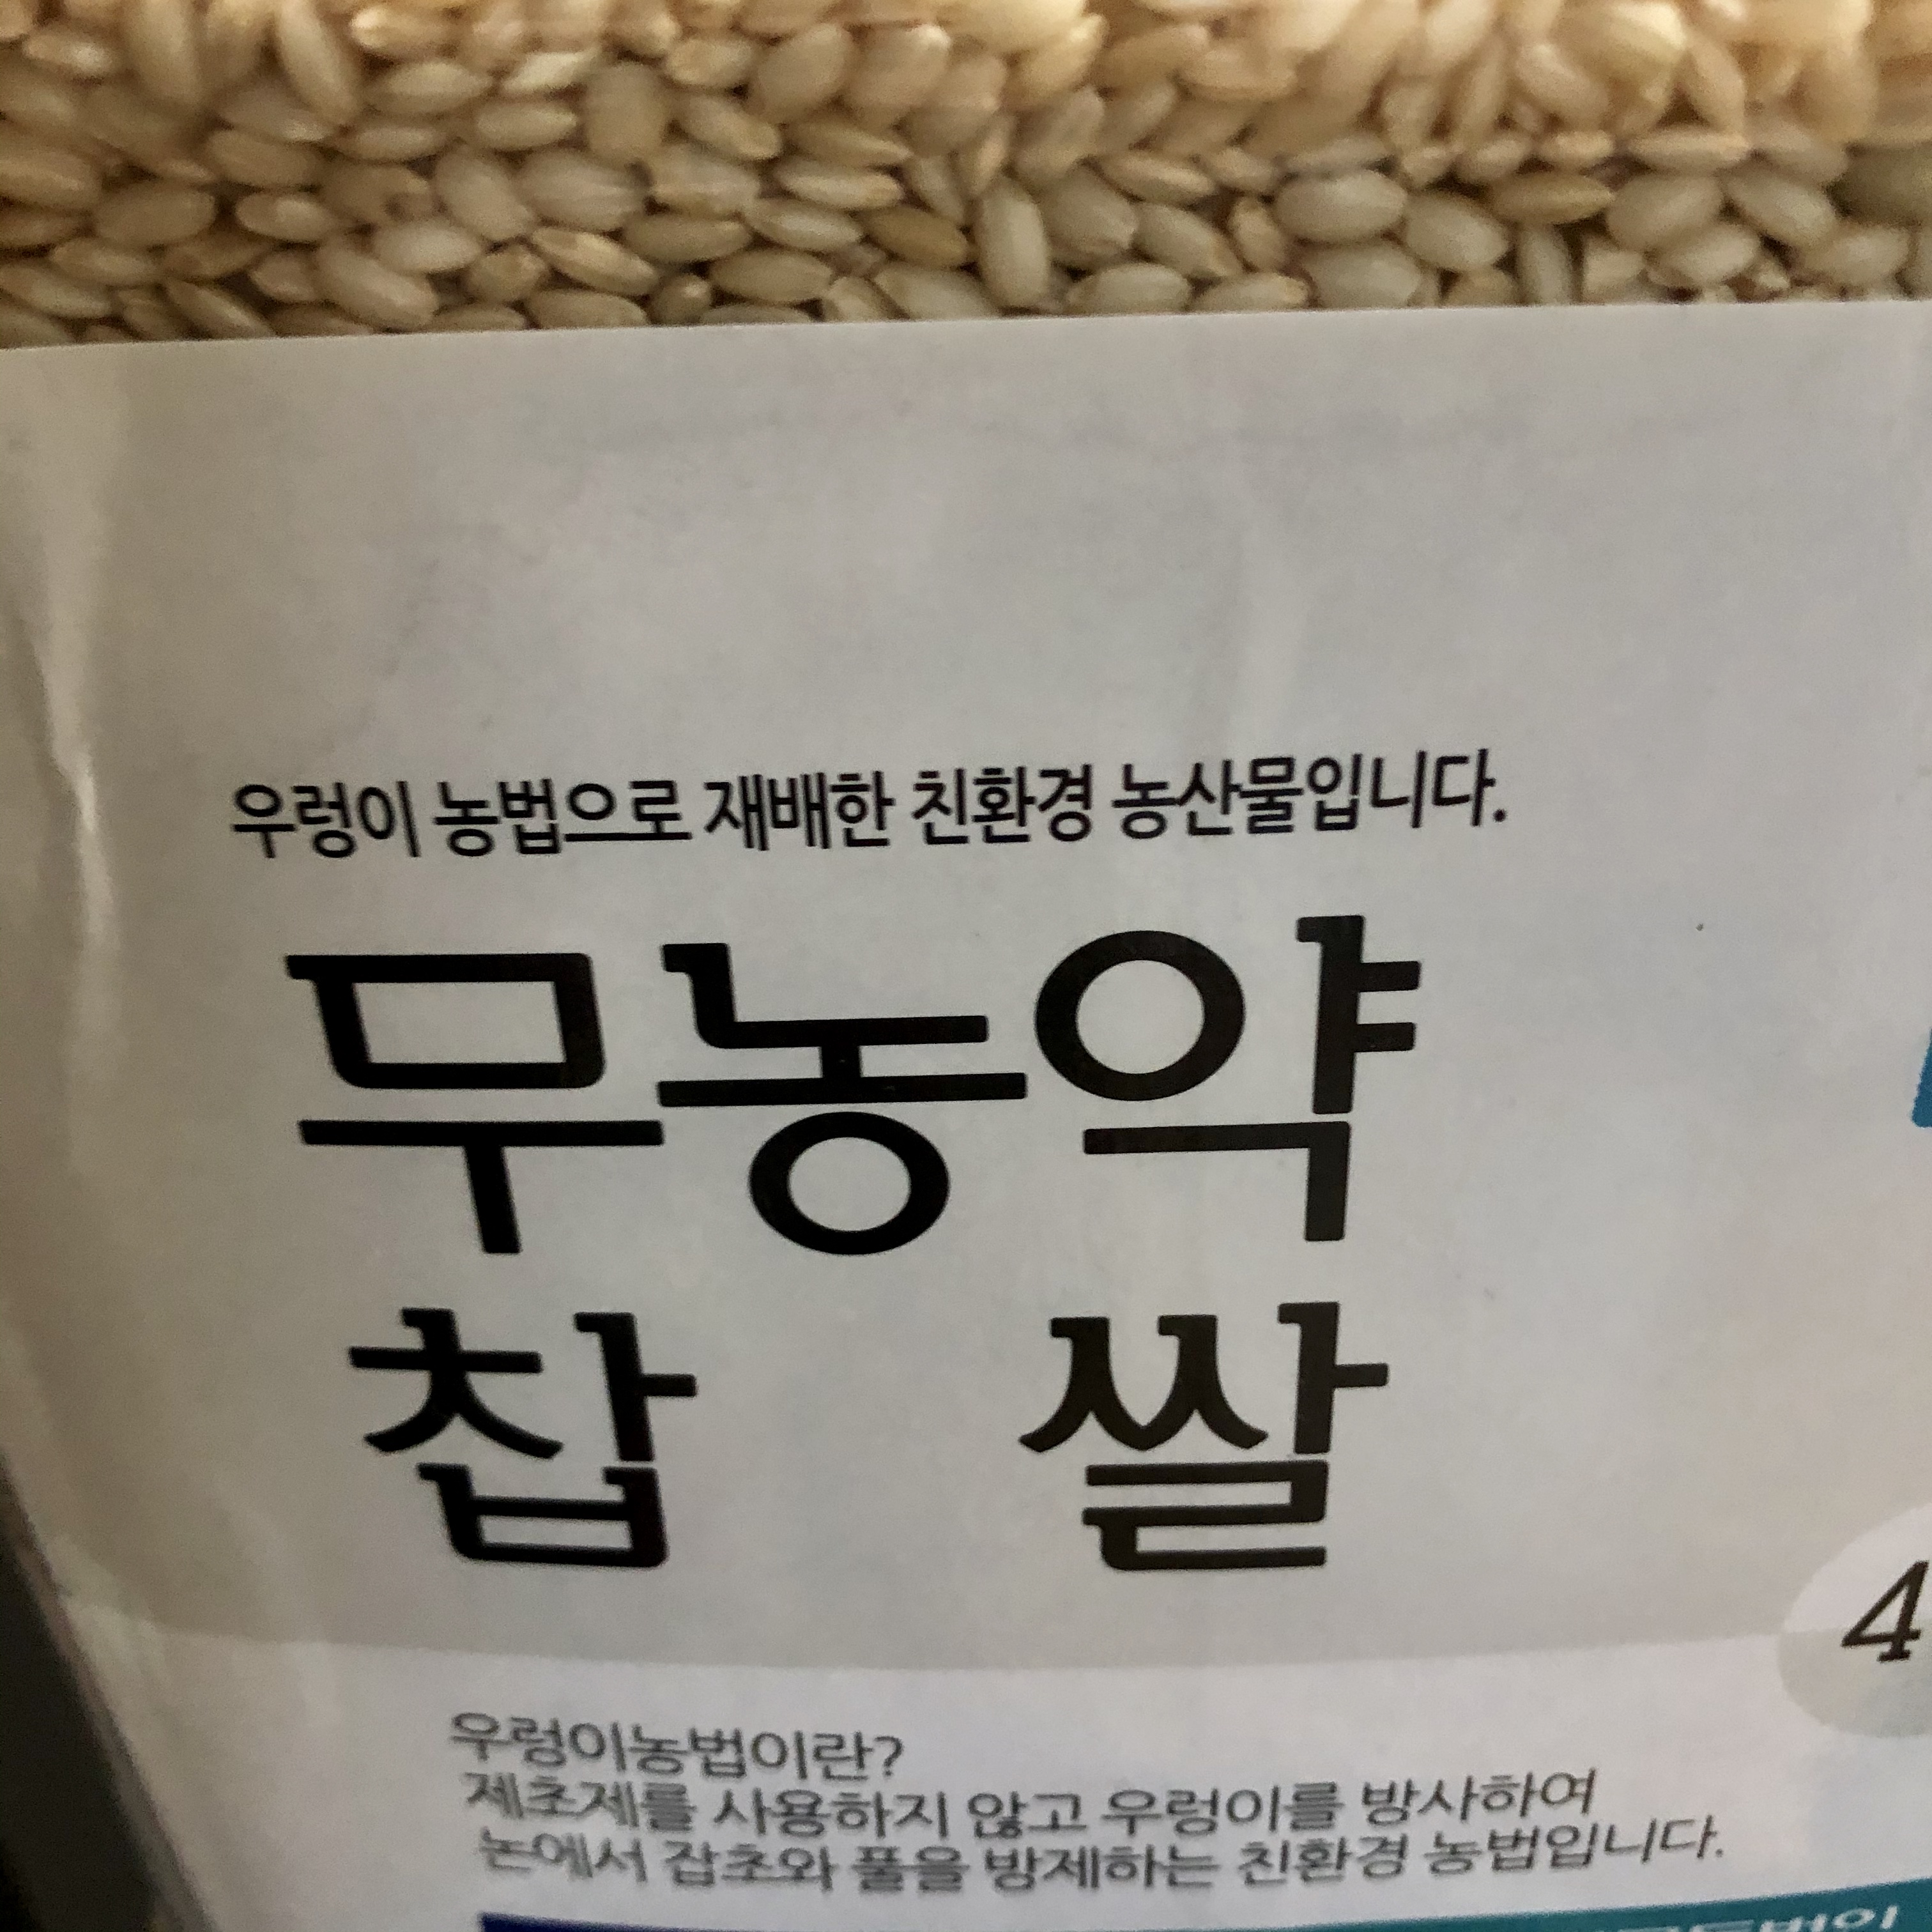 우렁이 농법으로 재배한 친환경 농산물입니다.
무농약
찹 쌀
4
우렁이농법이란?
제초제를 사용하지 않고 우렁이를 방사하여
논에서 잡초와 풀을 방제하는 친환경 농법입니다.